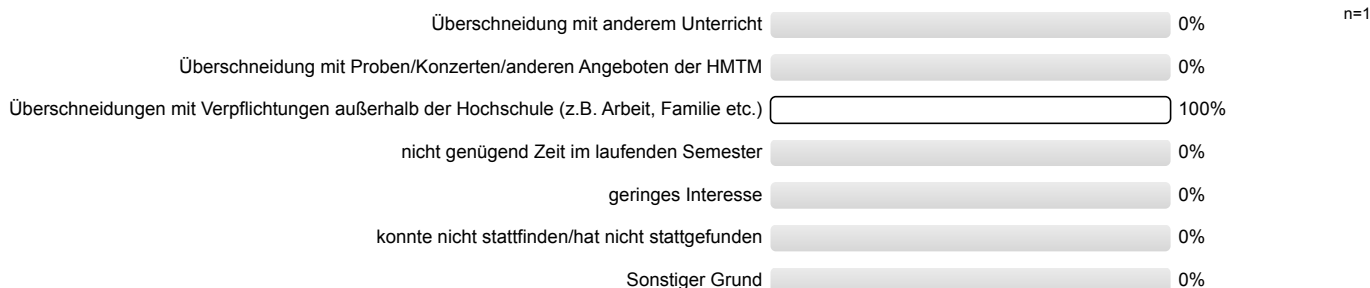 n=1
Überschneidung mit anderem Unterricht 0%
Überschneidung mit Proben/Konzerten/anderen Angeboten der HMTM 0%
Überschneidungen mit Verpflichtungen außerhalb der Hochschule (z.B. Arbeit, Familie etc.) 100%
nicht genügend Zeit im laufenden Semester 0%
geringes Interesse 0%
konnte nicht stattfinden/hat nicht stattgefunden 0%
Sonstiger Grund 0%